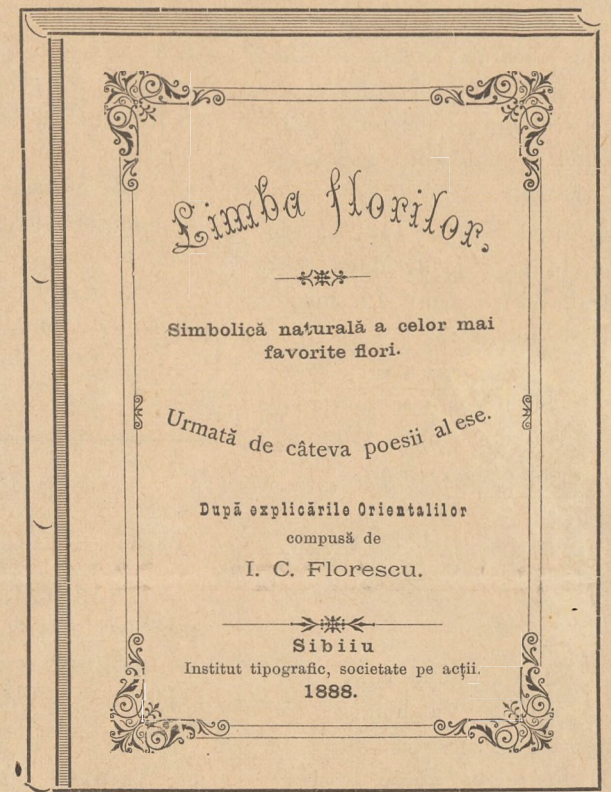 Limba florilor.
Simbolică naturală a celor mai
favorite flori.
Urmată de câteva poesii alese.
După explicările Orientalilor
compusă de
I. C. Florescu.
Sibiiu
Institut tipografic, societate pe acții.
1888.